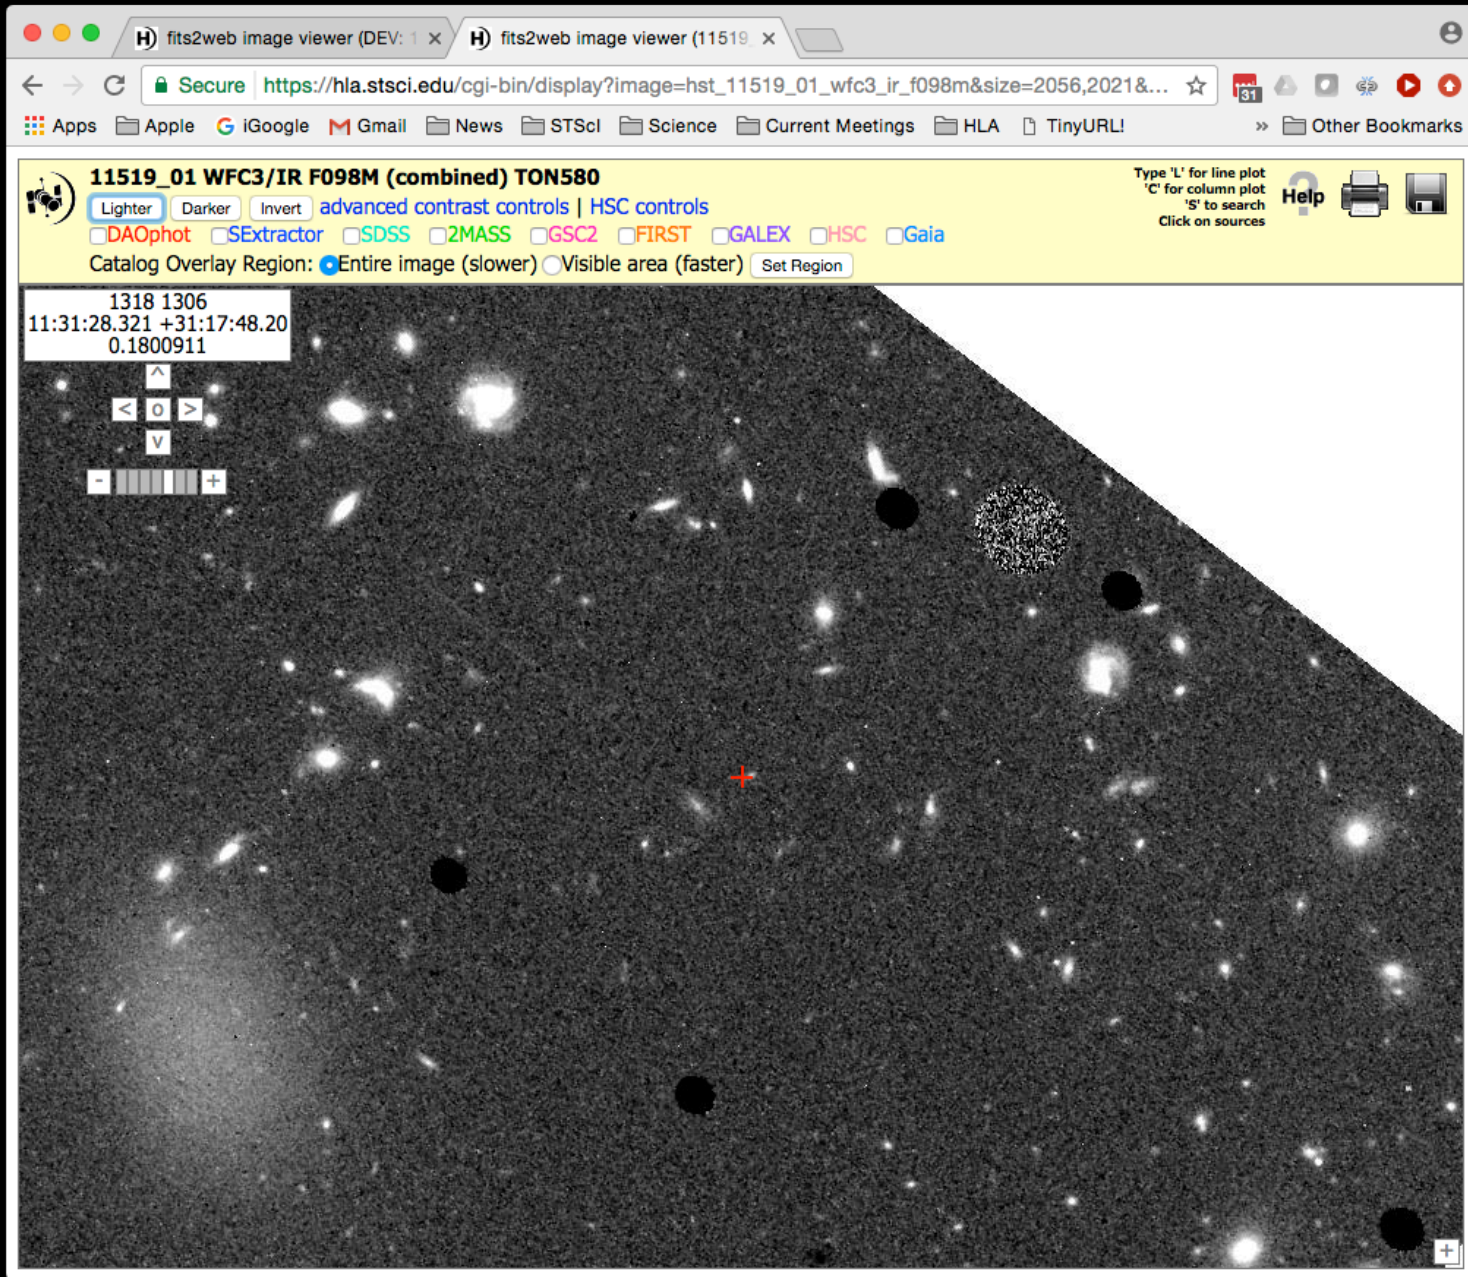 fits2web image viewer (DEV: 1
fits2web image viewer (11519_
Secure https://hla.stsci.edu/cgi-bin/display?image=hst_11519_01_wfc3_ir_f098m&size=2056,2021&...
31
Apps Apple iGoogle Gmail News STScI Science Current Meetings HLA TinyURL! » Other Bookmarks
11519_01 WFC3/IR F098M (combined) TON580
Lighter Darker Invert advanced contrast controls | HSC controls
DAOphot SExtractor SDSS 2MASS GSC2 FIRST GALEX HSC Gaia
Catalog Overlay Region: Entire image (slower) Visible area (faster) Set Region
Type 'L' for line plot
'C' for column plot
'S' to search
Click on sources
Help
1318 1306
11:31:28.321 +31:17:48.20
0.1800911
^
< o >
v
- +
+